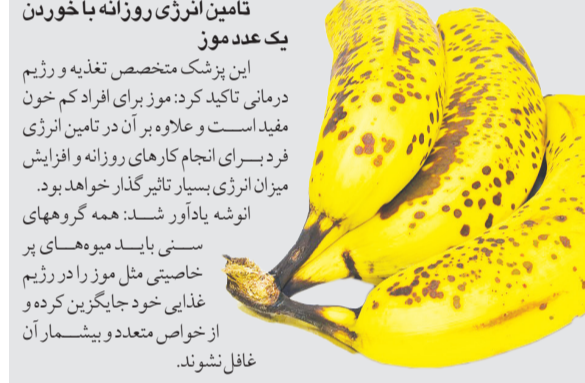 تامین انرژی روزانه با خوردن
یک عدد موز
این پزشک متخصص تغذیه و رژیم
درمانی تاکید کرد: موز برای افراد کم خون
مفید است و علاوه بر آن در تامین انرژی
فرد برای انجام کارهای روزانه و افزایش
میزان انرژی بسیار تاثیر گذار خواهد بود.
انوشه یادآور شد: همه گروههای
سنی باید میوه‌های پر
خاصیتی مثل موز را در رژیم
غذایی خود جایگزین کرده و
از خواص متعدد و بیشمار آن
غافل نشوند.